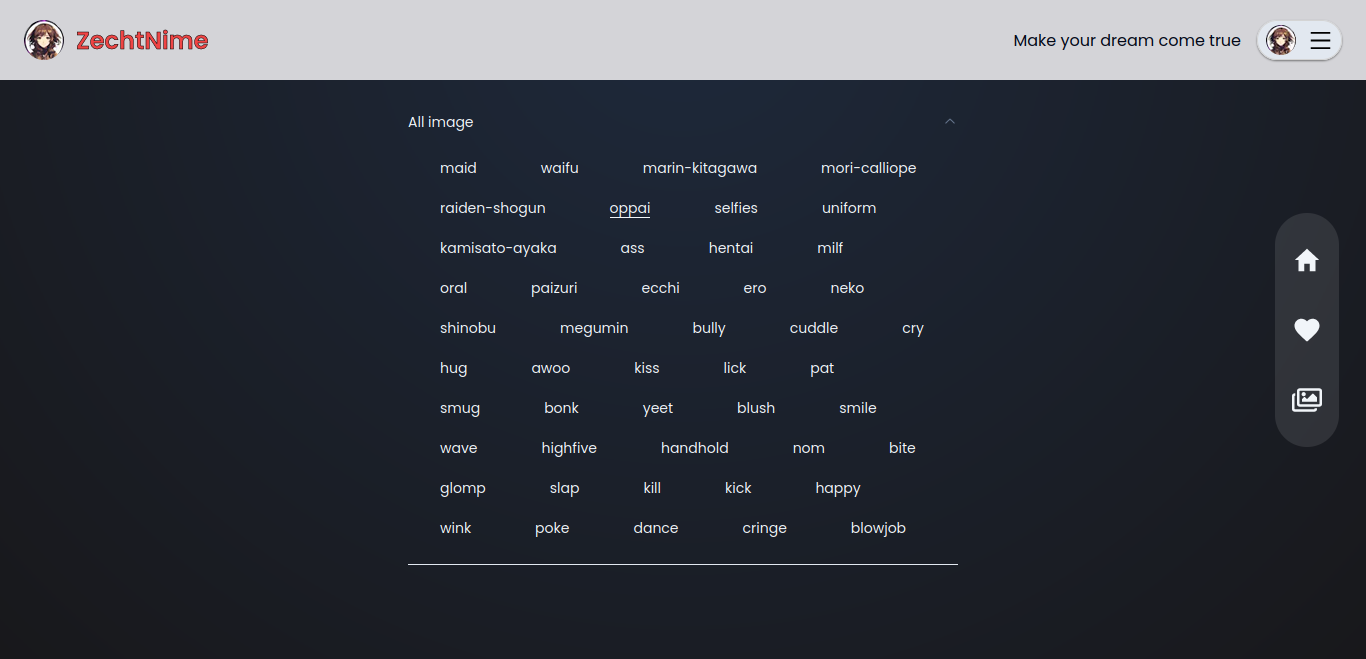 ZechtNime
Make your dream come true
All image
maid waifu marin-kitagawa mori-calliope
raiden-shogun oppai selfies uniform
kamisato-ayaka ass hentai milf
oral paizuri ecchi ero neko
shinobu megumin bully cuddle cry
hug awoo kiss lick pat
smug bonk yeet blush smile
wave highfive handhold nom bite
glomp slap kill kick happy
wink poke dance cringe blowjob